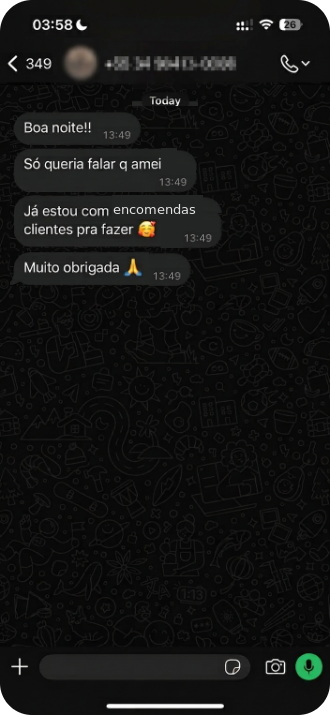 03:58
26
349
Today
Boa noite!!
13:49
Só queria falar q amei
13:49
Já estou com encomendas
clientes pra fazer 🥰
13:49
Muito obrigada 🙏
13:49